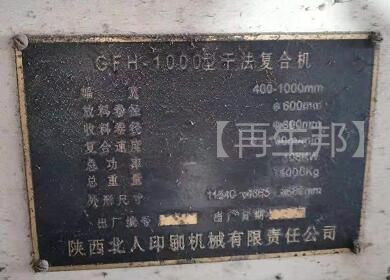 GFH-1000型干法复合机
幅 宽 400-1000mm
放料卷径 φ600mm
收料卷径 φ800mm
复合速度
总功率 108KW
总重量 14000Kg
外形尺寸
出厂编号 出厂日期
陕西北人印刷机械有限责任公司
【再生邦】